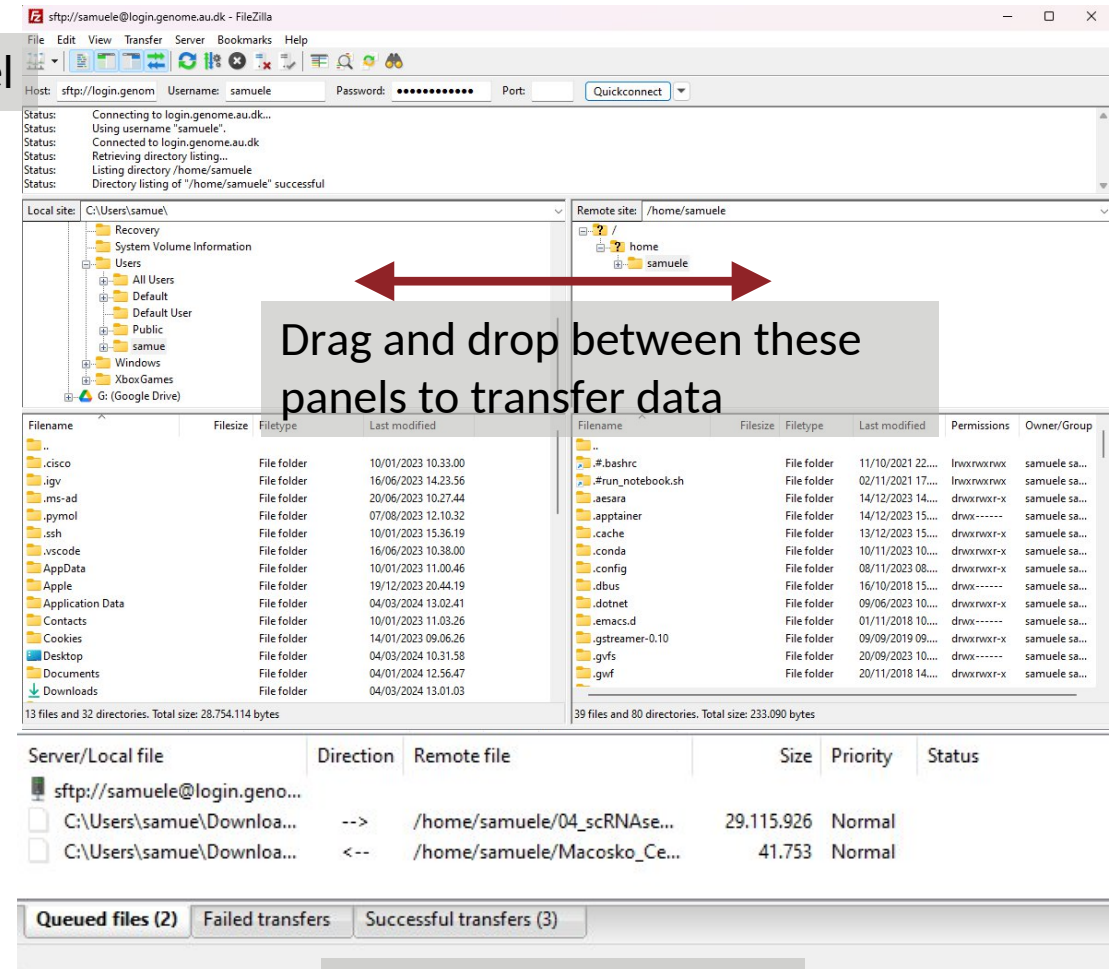 sftp://samuele@login.genome.au.dk - FileZilla
File Edit View Transfer Server Bookmarks Help
el
Host: sftp://login.genom Username: samuele Password: •••••••••••• Port: Quickconnect
Status: Connecting to login.genome.au.dk...
Status: Using username "samuele".
Status: Connected to login.genome.au.dk
Status: Retrieving directory listing...
Status: Listing directory /home/samuele
Status: Directory listing of "/home/samuele" successful
Local site: C:\Users\samue\
Recovery
System Volume Information
Users
All Users
Default
Default User
Public
samue
Windows
XboxGames
G: (Google Drive)
Remote site: /home/samuele
/
home
samuele
Drag and drop between these
panels to transfer data
Filename Filesize Filetype Last modified
..
.cisco File folder 10/01/2023 10.33.00
.igv File folder 16/06/2023 14.23.56
.ms-ad File folder 20/06/2023 10.27.44
.pymol File folder 07/08/2023 12.10.32
.ssh File folder 10/01/2023 15.36.19
.vscode File folder 16/06/2023 10.38.00
AppData File folder 10/01/2023 11.00.46
Apple File folder 19/12/2023 20.44.19
Application Data File folder 04/03/2024 13.02.41
Contacts File folder 10/01/2023 11.03.26
Cookies File folder 14/01/2023 09.06.26
Desktop File folder 04/03/2024 10.31.58
Documents File folder 04/01/2024 12.56.47
Downloads File folder 04/03/2024 13.01.03
13 files and 32 directories. Total size: 28.754.114 bytes
Filename Filesize Filetype Last modified Permissions Owner/Group
..
.#.bashrc File folder 11/10/2021 22.... lrwxrwxrwx samuele sa...
.#run_notebook.sh File folder 02/11/2021 17.... lrwxrwxrwx samuele sa...
.aesara File folder 14/12/2023 14.... drwxrwxr-x samuele sa...
.apptainer File folder 14/12/2023 15.... drwx------ samuele sa...
.cache File folder 13/12/2023 15.... drwxrwxr-x samuele sa...
.conda File folder 10/11/2023 10.... drwxrwxr-x samuele sa...
.config File folder 08/11/2023 08.... drwxrwxr-x samuele sa...
.dbus File folder 16/10/2018 15.... drwx------ samuele sa...
.dotnet File folder 09/06/2023 10.... drwxrwxr-x samuele sa...
.emacs.d File folder 01/11/2018 10.... drwx------ samuele sa...
.gstreamer-0.10 File folder 09/09/2019 09.... drwxrwxr-x samuele sa...
.gvfs File folder 20/09/2023 10.... drwx------ samuele sa...
.gwf File folder 20/11/2018 14.... drwxrwxr-x samuele sa...
39 files and 80 directories. Total size: 233.090 bytes
Server/Local file Direction Remote file Size Priority Status
sftp://samuele@login.geno...
C:\Users\samue\Downloa... --> /home/samuele/04_scRNAse... 29.115.926 Normal
C:\Users\samue\Downloa... <-- /home/samuele/Macosko_Ce... 41.753 Normal
Queued files (2) Failed transfers Successful transfers (3)